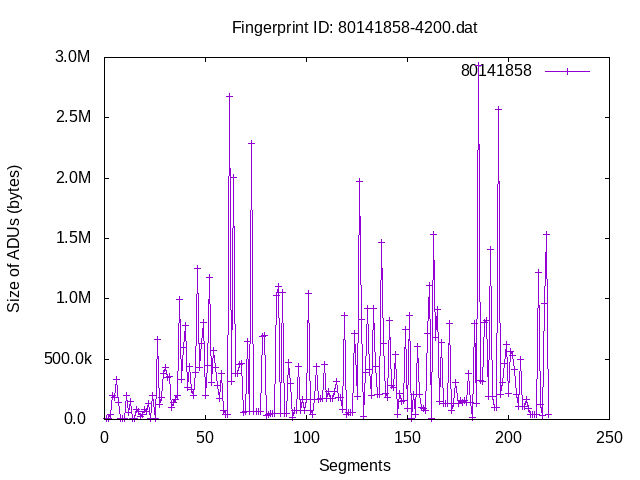 Fingerprint ID: 80141858-4200.dat
3.0M
80141858
2.5M
2.0M
1.5M
1.0M
500.0k
0.0
Size of ADUs (bytes)
0 50 100 150 200 250
Segments